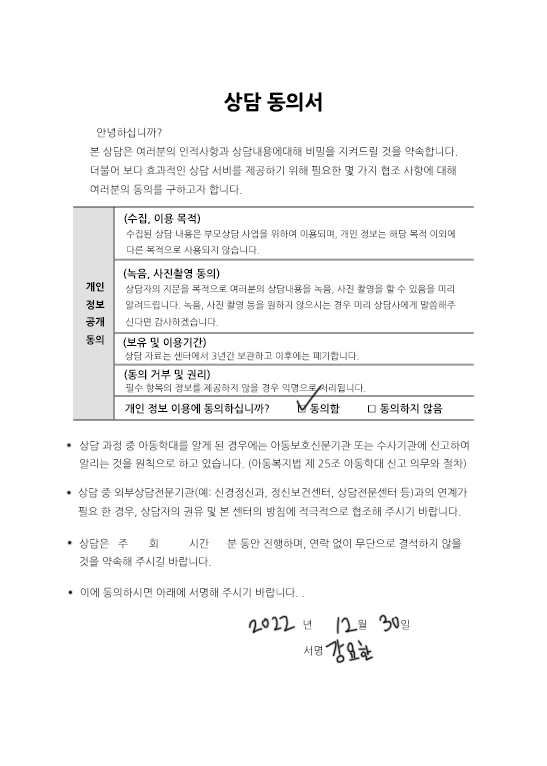 상담 동의서
안녕하십니까?
본 상담은 여러분의 인적사항과 상담내용에대해 비밀을 지켜드릴 것을 약속합니다.
더불어 보다 효과적인 상담 서비를 제공하기 위해 필요한 몇 가지 협조 사항에 대해
여러분의 동의를 구하고자 합니다.
개인
정보
공개
동의
(수집, 이용 목적)
수집된 상담 내용은 부모상담 사업을 위하여 이용되며, 개인 정보는 해당 목적 이외에
다른 목적으로 사용되지 않습니다.
(녹음, 사진촬영 동의)
상담자의 지문을 목적으로 여러분의 상담내용을 녹음, 사진 촬영을 할 수 있음을 미리
알려드립니다. 녹음, 사진 촬영 등을 원하지 않으시는 경우 미리 상담사에게 말씀해주
신다면 감사하겠습니다.
(보유 및 이용기간)
상담 자료는 센터에서 3년간 보관하고 이후에는 폐기합니다.
(동의 거부 및 권리)
필수 항목의 정보를 제공하지 않을 경우 익명으로 처리됩니다.
개인 정보 이용에 동의하십니까? ☑ 동의함 □ 동의하지 않음
• 상담 과정 중 아동학대를 알게 된 경우에는 아동보호신문기관 또는 수사기관에 신고하여
알리는 것을 원칙으로 하고 있습니다. (아동복지법 제 25조 아동학대 신고 의무와 절차)
• 상담 중 외부상담전문기관(예: 신경정신과, 정신보건센터, 상담전문센터 등)과의 연계가
필요 한 경우, 상담자의 권유 및 본 센터의 방침에 적극적으로 협조해 주시기 바랍니다.
• 상담은 주 회 시간 분 동안 진행하며, 연락 없이 무단으로 결석하지 않을
것을 약속해 주시길 바랍니다.
• 이에 동의하시면 아래에 서명해 주시기 바랍니다. .
2022 년 12월 30일
서명 강요한